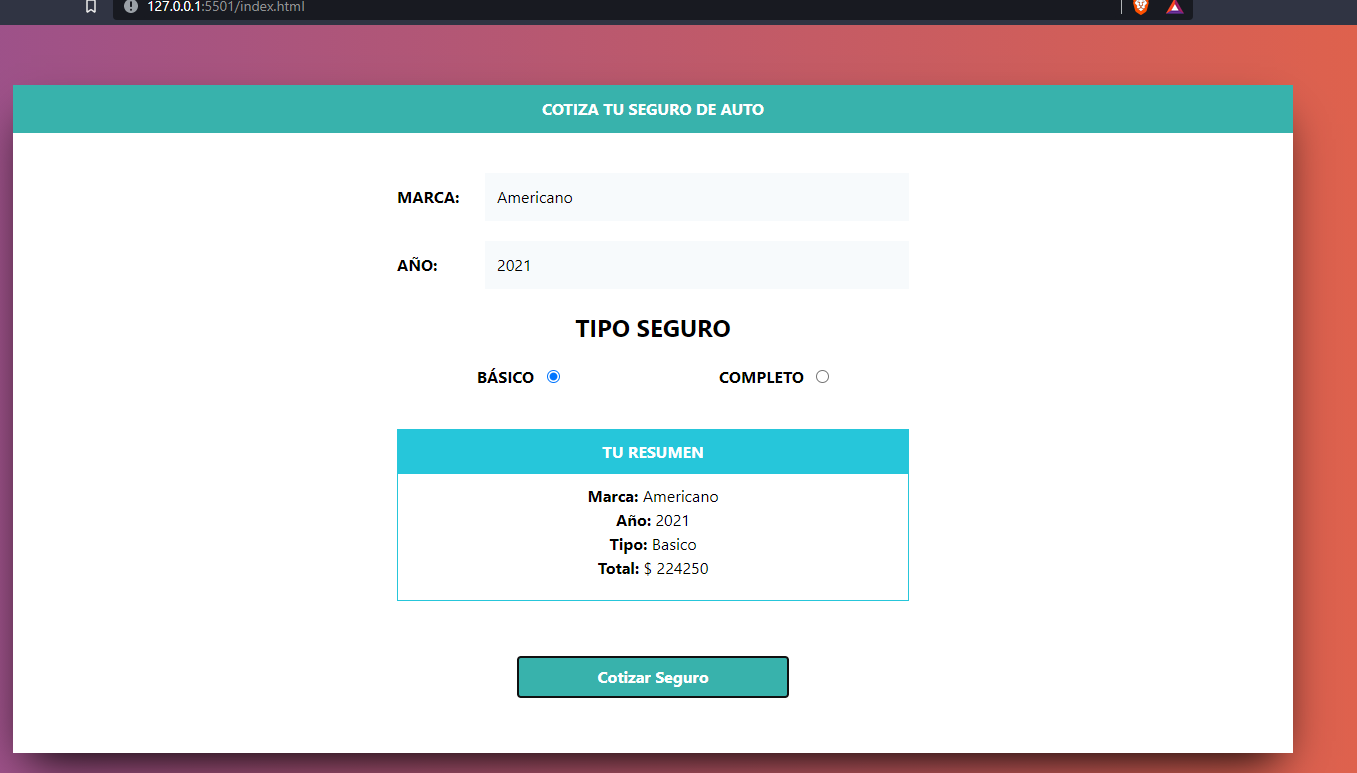 127.0.0.1:5501/index.html
COTIZA TU SEGURO DE AUTO
MARCA: Americano
AÑO: 2021
TIPO SEGURO
BÁSICO COMPLETO
TU RESUMEN
Marca: Americano
Año: 2021
Tipo: Basico
Total: $ 224250
Cotizar Seguro